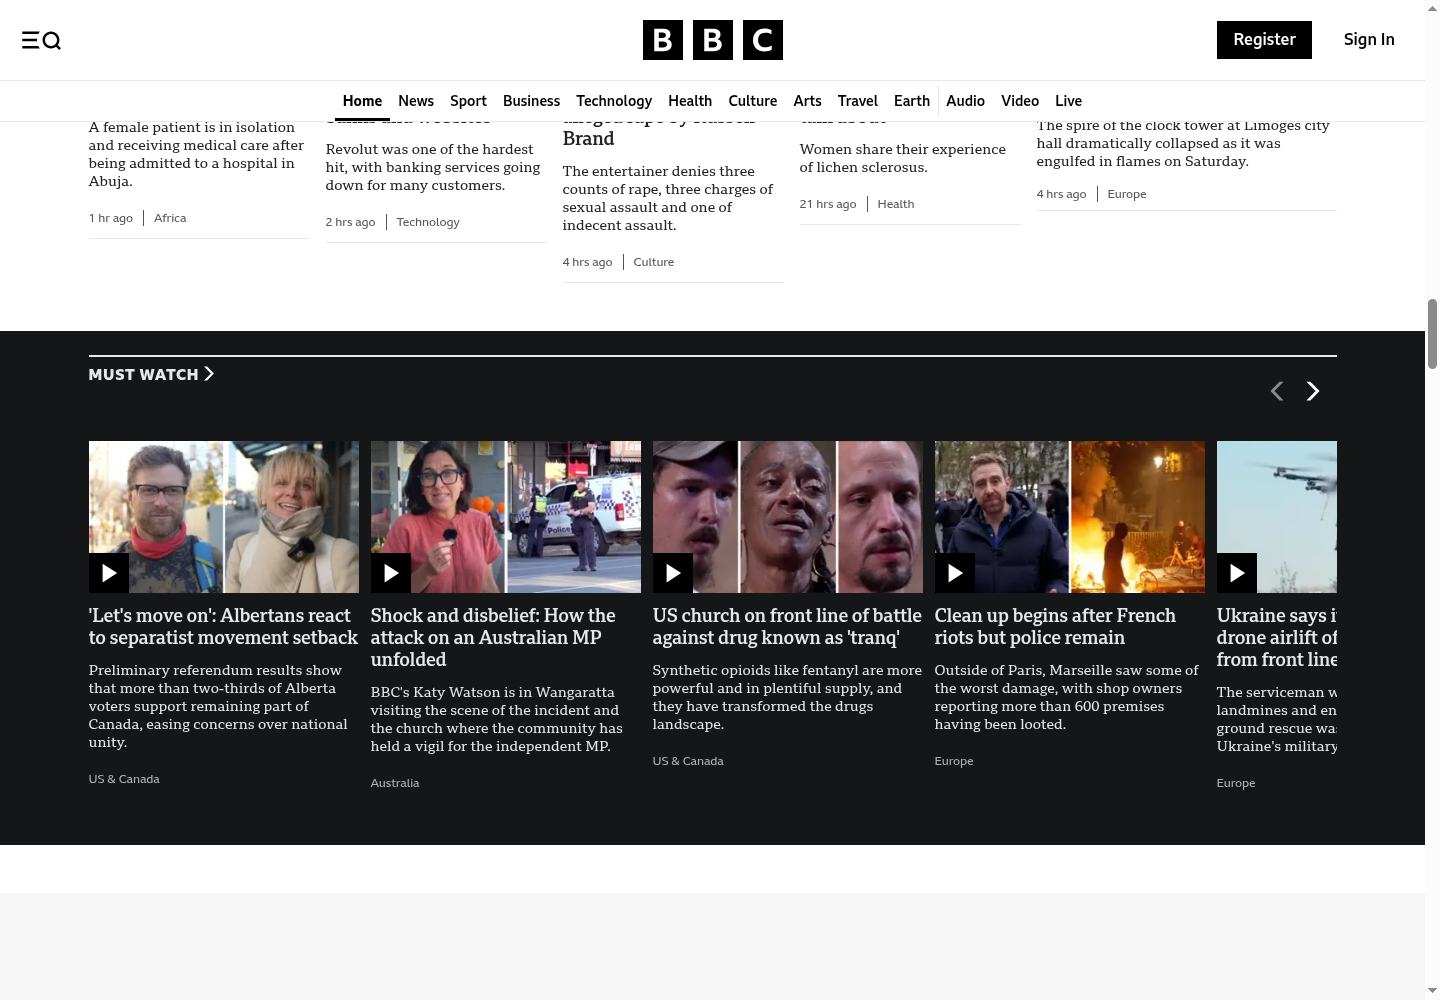 BBC
Register
Sign In
Home
News
Sport
Business
Technology
Health
Culture
Arts
Travel
Earth
Audio
Video
Live
A female patient is in isolation
and receiving medical care after
being admitted to a hospital in
Abuja.
1 hr ago
Africa
Revolut was one of the hardest
hit, with banking services going
down for many customers.
2 hrs ago
Technology
Brand
The entertainer denies three
counts of rape, three charges of
sexual assault and one of
indecent assault.
4 hrs ago
Culture
Women share their experience
of lichen sclerosus.
21 hrs ago
Health
The spire of the clock tower at Limoges city
hall dramatically collapsed as it was
engulfed in flames on Saturday.
4 hrs ago
Europe
MUST WATCH
'Let's move on': Albertans react
to separatist movement setback
Preliminary referendum results show
that more than two-thirds of Alberta
voters support remaining part of
Canada, easing concerns over national
unity.
US & Canada
Police
Shock and disbelief: How the
attack on an Australian MP
unfolded
BBC's Katy Watson is in Wangaratta
visiting the scene of the incident and
the church where the community has
held a vigil for the independent MP.
Australia
US church on front line of battle
against drug known as 'tranq'
Synthetic opioids like fentanyl are more
powerful and in plentiful supply, and
they have transformed the drugs
landscape.
US & Canada
Clean up begins after French
riots but police remain
Outside of Paris, Marseille saw some of
the worst damage, with shop owners
reporting more than 600 premises
having been looted.
Europe
Ukraine says
drone airlift of
from front line
The serviceman
landmines and
ground rescue
Ukraine's military
Europe